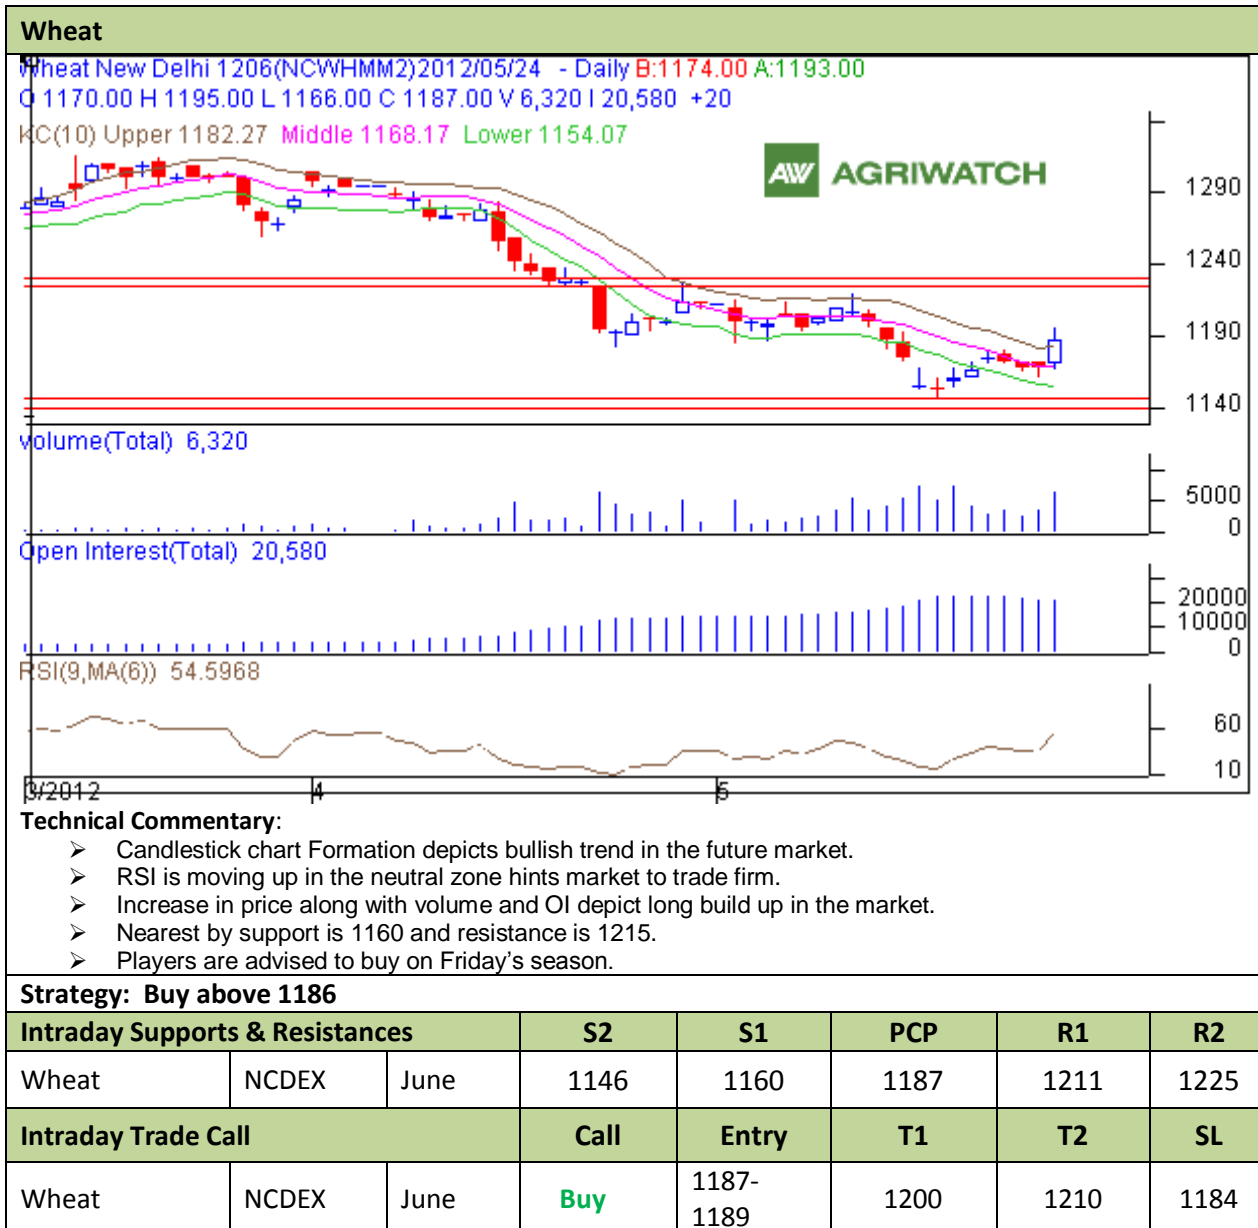 Wheat
Wheat New Delhi 1206(NCWHMM2)2012/05/24 - Daily B:1174.00 A:1193.00
O 1170.00 H 1195.00 L 1166.00 C 1187.00 V 6,320 I 20,580 +20
KC(10) Upper 1182.27 Middle 1168.17 Lower 1154.07
AW AGRIWATCH
1290
1240
1190
1140
volume(Total) 6,320
5000
0
Open Interest(Total) 20,580
20000
10000
0
RSI(9,MA(6)) 54.5968
60
10
3/2012 4 5
Technical Commentary:
➢ Candlestick chart Formation depicts bullish trend in the future market.
➢ RSI is moving up in the neutral zone hints market to trade firm.
➢ Increase in price along with volume and OI depict long build up in the market.
➢ Nearest by support is 1160 and resistance is 1215.
➢ Players are advised to buy on Friday's season.
Strategy: Buy above 1186
Intraday Supports & Resistances S2 S1 PCP R1 R2
Wheat NCDEX June 1146 1160 1187 1211 1225
Intraday Trade Call Call Entry T1 T2 SL
Wheat NCDEX June Buy 1187-1189 1200 1210 1184